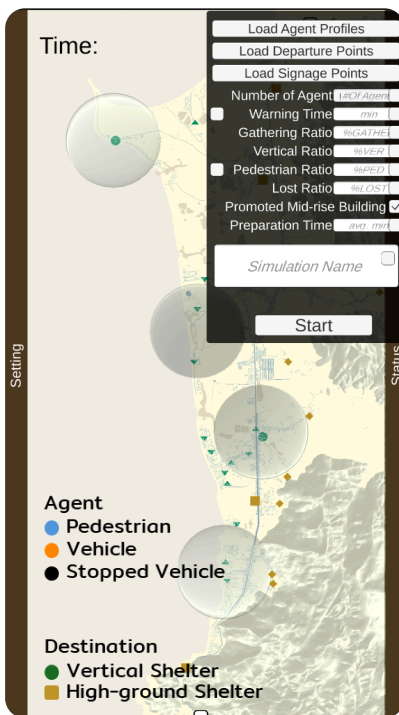 Time:
Load Agent Profiles
Load Departure Points
Load Signage Points
Number of Agent #Of Agen
Warning Time min
Gathering Ratio %GATHE
Vertical Ratio %VER
Pedestrian Ratio %PED
Lost Ratio %LOST
Promoted Mid-rise Building
Preparation Time avg. min
Simulation Name
Start
Setting
Status
Agent
Pedestrian
Vehicle
Stopped Vehicle
Destination
Vertical Shelter
High-ground Shelter